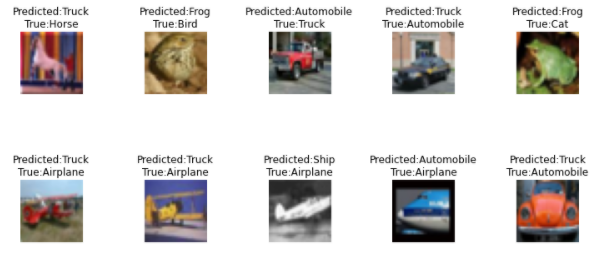 Predicted:Truck
True:Horse
Predicted:Frog
True:Bird
Predicted:Automobile
True:Truck
Predicted:Truck
True:Automobile
Predicted:Frog
True:Cat
Predicted:Truck
True:Airplane
Predicted:Truck
True:Airplane
Predicted:Ship
True:Airplane
Predicted:Automobile
True:Airplane
Predicted:Truck
True:Automobile